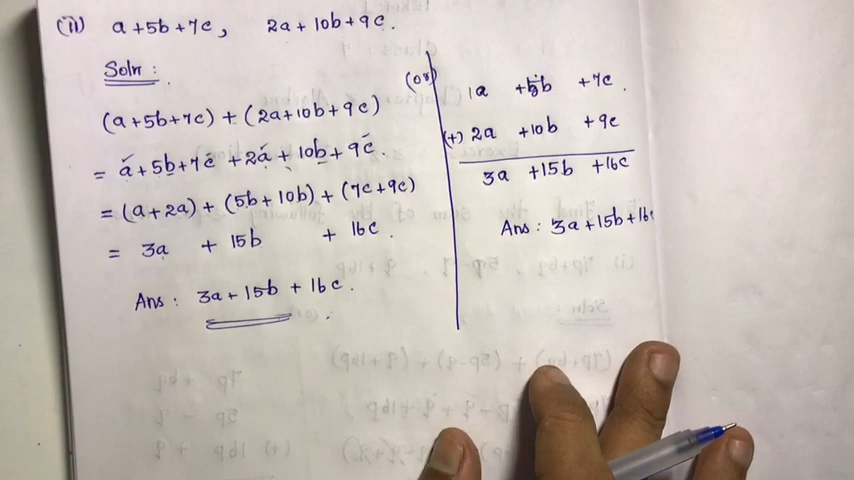 (ii) a + 5b + 7c, 2a + 10b + 9c.
Soln :
(a+5b+7c) + (2a+10b+9c)
= a + 5b + 7c + 2a + 10b + 9c.
= (a+2a) + (5b+10b) + (7c+9c)
= 3a + 15b + 16c.
Ans : 3a + 15b + 16c.
(or)
1a + 5b + 7c.
(+) 2a + 10b + 9c
3a + 15b + 16c
Ans : 3a + 15b + 16c